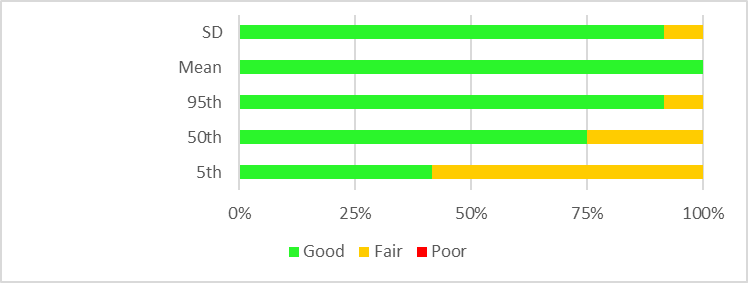 SD
Mean
95th
50th
5th
0% 25% 50% 75% 100%
Good Fair Poor